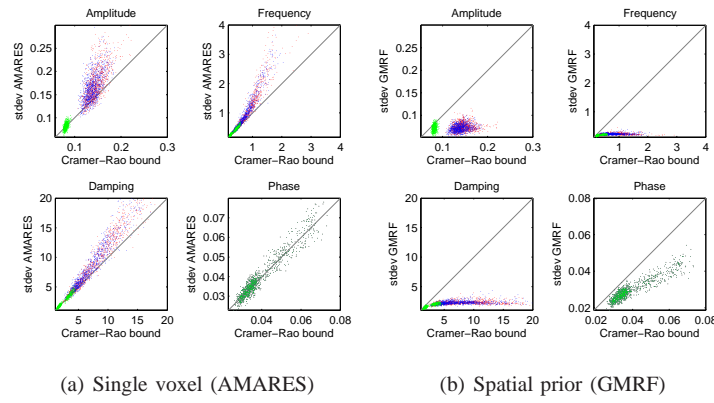 Amplitude
stdev AMARES
0.25
0.2
0.15
0.1
0.1 0.2 0.3
Cramer−Rao bound
Frequency
stdev AMARES
4
3
2
1
1 2 3 4
Cramer−Rao bound
Amplitude
stdev GMRF
0.25
0.2
0.15
0.1
0.1 0.2 0.3
Cramer−Rao bound
Frequency
stdev GMRF
4
3
2
1
1 2 3 4
Cramer−Rao bound
Damping
stdev AMARES
20
15
10
5
5 10 15 20
Cramer−Rao bound
Phase
stdev AMARES
0.07
0.06
0.05
0.04
0.03
0.04 0.06 0.08
Cramer−Rao bound
Damping
stdev GMRF
20
15
10
5
5 10 15 20
Cramer−Rao bound
Phase
stdev GMRF
0.08
0.06
0.04
0.02
0.02 0.04 0.06 0.08
Cramer−Rao bound
(a) Single voxel (AMARES)
(b) Spatial prior (GMRF)